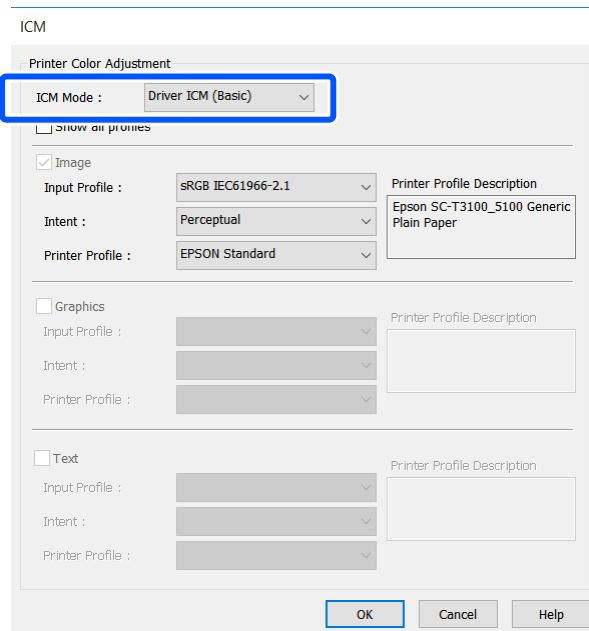 ICM
Printer Color Adjustment
ICM Mode : Driver ICM (Basic)
Show all profiles
Image
Input Profile : sRGB IEC61966-2.1 Printer Profile Description
Intent : Perceptual Epson SC-T3100_5100 Generic
Plain Paper
Printer Profile : EPSON Standard
Graphics
Input Profile : Printer Profile Description
Intent :
Printer Profile :
Text
Input Profile : Printer Profile Description
Intent :
Printer Profile :
OK Cancel Help